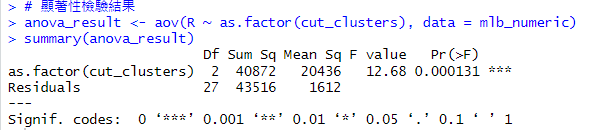 > # 顯著性檢驗結果
> anova_result <- aov(R ~ as.factor(cut_clusters), data = mlb_numeric)
> summary(anova_result)
                        Df Sum Sq Mean Sq F value   Pr(>F)    
as.factor(cut_clusters)  2  40872   20436   12.68 0.000131 ***
Residuals               27  43516    1612                     
---
Signif. codes:  0 ‘***’ 0.001 ‘**’ 0.01 ‘*’ 0.05 ‘.’ 0.1 ‘ ’ 1